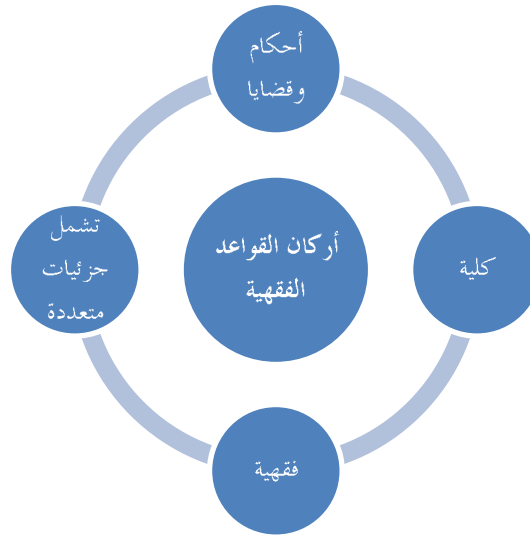 أحكام
وقضايا
أركان القواعد
الفقهية
كلية
فقهية
تشمل
جزئيات
متعددة